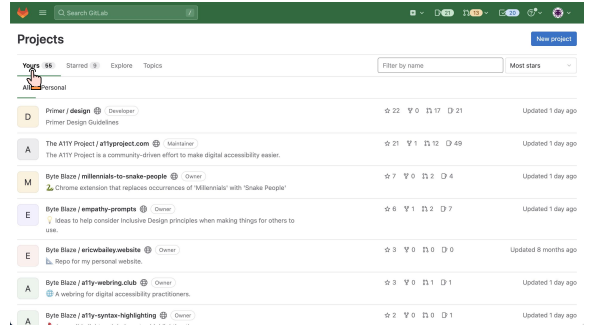 Search GitLab /
21 13 20
Projects
New project
Yours 55 Starred 9 Explore Topics
Filter by name
Most stars
All Personal
D Primer / design Developer
Primer Design Guidelines
22 0 17 21 Updated 1 day ago
A The A11Y Project / a11yproject.com Maintainer
The A11Y Project is a community-driven effort to make digital accessibility easier.
21 1 12 49 Updated 1 day ago
M Byte Blaze / millennials-to-snake-people Owner
Chrome extension that replaces occurrences of 'Millennials' with 'Snake People'
7 0 2 4 Updated 1 day ago
E Byte Blaze / empathy-prompts Owner
Ideas to help consider Inclusive Design principles when making things for others to
use.
6 1 2 7 Updated 1 day ago
E Byte Blaze / ericwbailey.website Owner
Repo for my personal website.
3 0 0 0 Updated 8 months ago
A Byte Blaze / a11y-webring.club Owner
A webring for digital accessibility practitioners.
3 0 1 1 Updated 1 day ago
A Byte Blaze / a11y-syntax-highlighting Owner
2 0 0 1 Updated 1 day ago